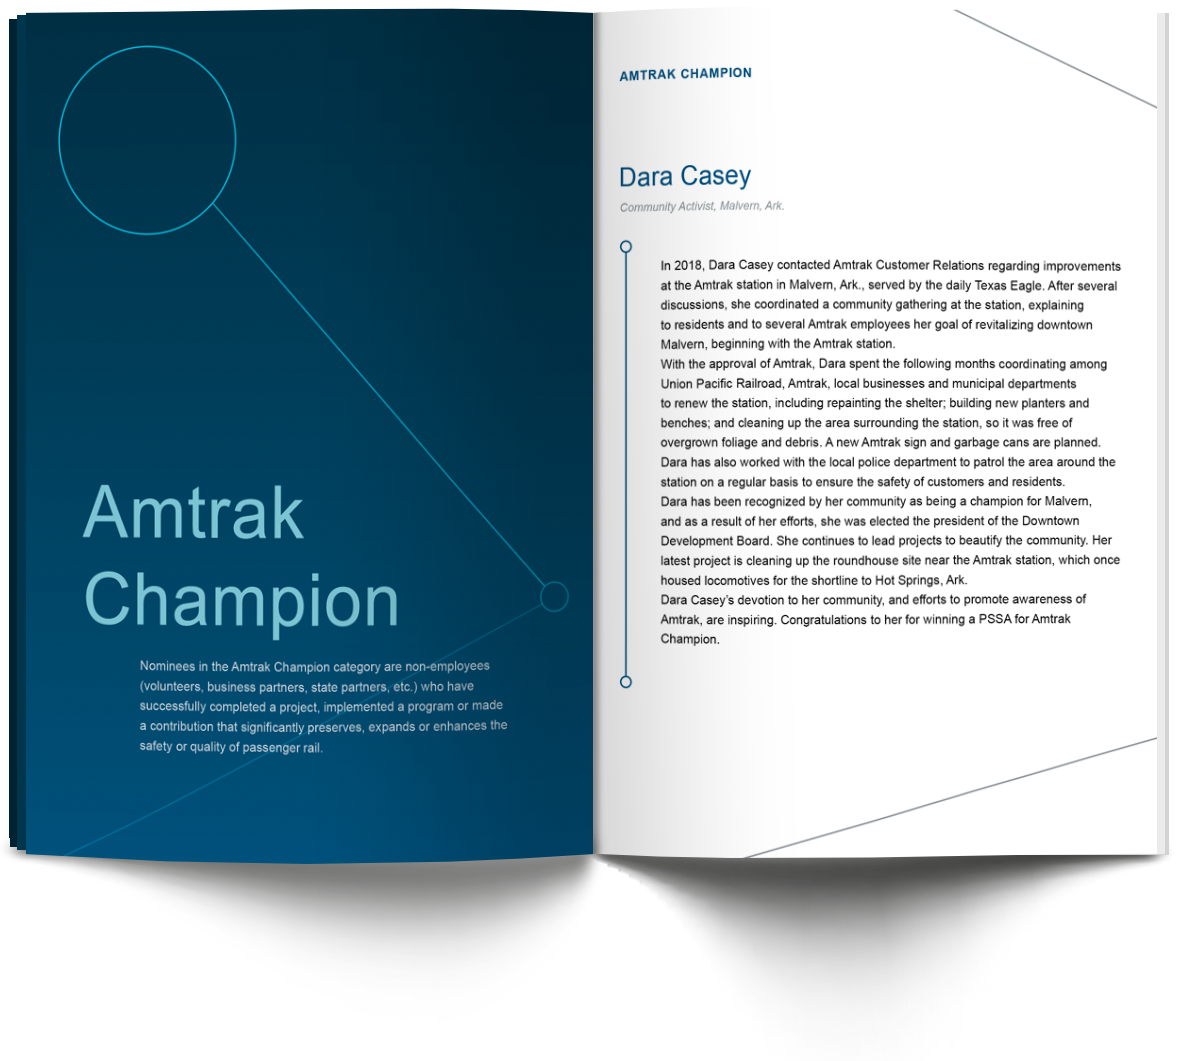 Amtrak
Champion
Nominees in the Amtrak Champion category are non-employees
(volunteers, business partners, state partners, etc.) who have
successfully completed a project, implemented a program or made
a contribution that significantly preserves, expands or enhances the
safety or quality of passenger rail.
AMTRAK CHAMPION
Dara Casey
Community Activist, Malvern, Ark.
In 2018, Dara Casey contacted Amtrak Customer Relations regarding improvements
at the Amtrak station in Malvern, Ark., served by the daily Texas Eagle. After several
discussions, she coordinated a community gathering at the station, explaining
to residents and to several Amtrak employees her goal of revitalizing downtown
Malvern, beginning with the Amtrak station.
With the approval of Amtrak, Dara spent the following months coordinating among
Union Pacific Railroad, Amtrak, local businesses and municipal departments
to renew the station, including repainting the shelter; building new planters and
benches; and cleaning up the area surrounding the station, so it was free of
overgrown foliage and debris. A new Amtrak sign and garbage cans are planned.
Dara has also worked with the local police department to patrol the area around the
station on a regular basis to ensure the safety of customers and residents.
Dara has been recognized by her community as being a champion for Malvern,
and as a result of her efforts, she was elected the president of the Downtown
Development Board. She continues to lead projects to beautify the community. Her
latest project is cleaning up the roundhouse site near the Amtrak station, which once
housed locomotives for the shortline to Hot Springs, Ark.
Dara Casey’s devotion to her community, and efforts to promote awareness of
Amtrak, are inspiring. Congratulations to her for winning a PSSA for Amtrak
Champion.